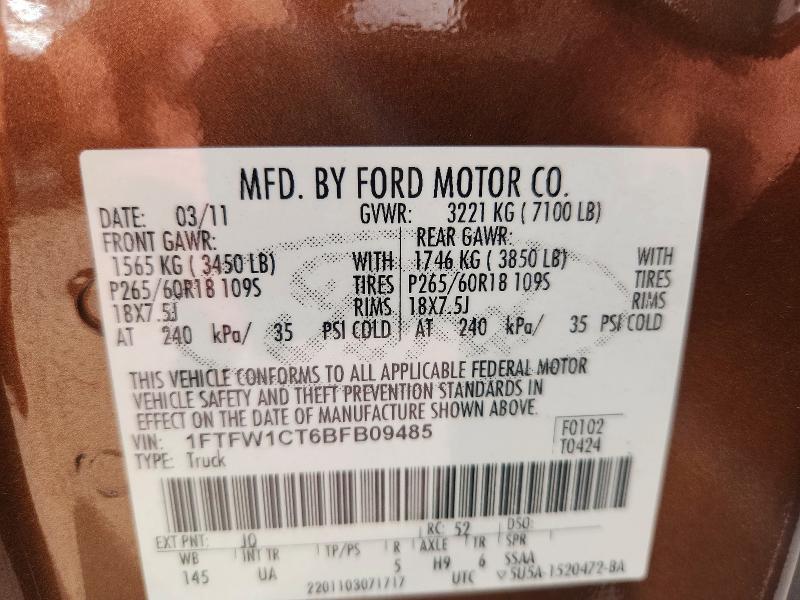 MFD. BY FORD MOTOR CO.
DATE: 03/11 GVWR: 3221 KG ( 7100 LB)
FRONT GAWR: REAR GAWR:
1565 KG ( 3450 LB) WITH 1746 KG ( 3850 LB) WITH
P265/60R18 109S TIRES P265/60R18 109S TIRES
18X7.5J RIMS 18X7.5J RIMS
AT 240 kPa/ 35 PSI COLD AT 240 kPa/ 35 PSI COLD
THIS VEHICLE CONFORMS TO ALL APPLICABLE FEDERAL MOTOR
VEHICLE SAFETY AND THEFT PREVENTION STANDARDS IN
EFFECT ON THE DATE OF MANUFACTURE SHOWN ABOVE.
VIN: 1FTFW1CT6BFB09485 F0102
TYPE: Truck T0424
EXT PNT: JQ RC: 52 DSO:
WB INT TR TP/PS R AXLE TR SPR
145 UA 5 H9 6 SSAA
2201103071717 UTC ▽5U5A-1520472-BA